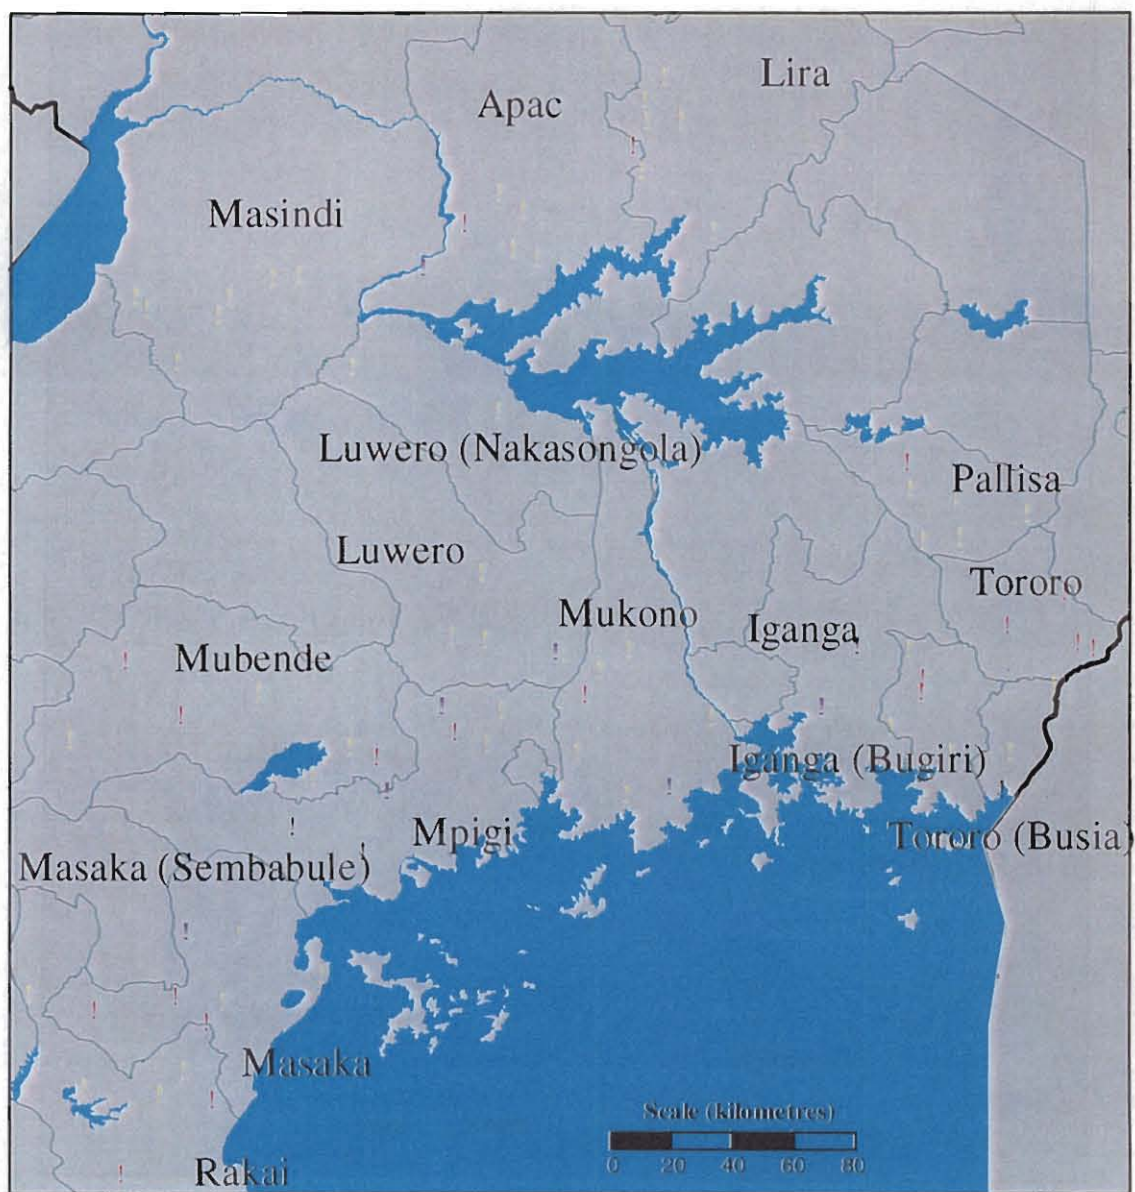 Lira
Apac
Masindi
Luwero (Nakasongola)
Pallisa
Luwero
Tororo
Mukono
Iganga
Mubende
Iganga (Bugiri)
Mpigi
Tororo (Busia)
Masaka (Sembabule)
Masaka
Scale (kilometres)
0 20 40 60 80
Rakai